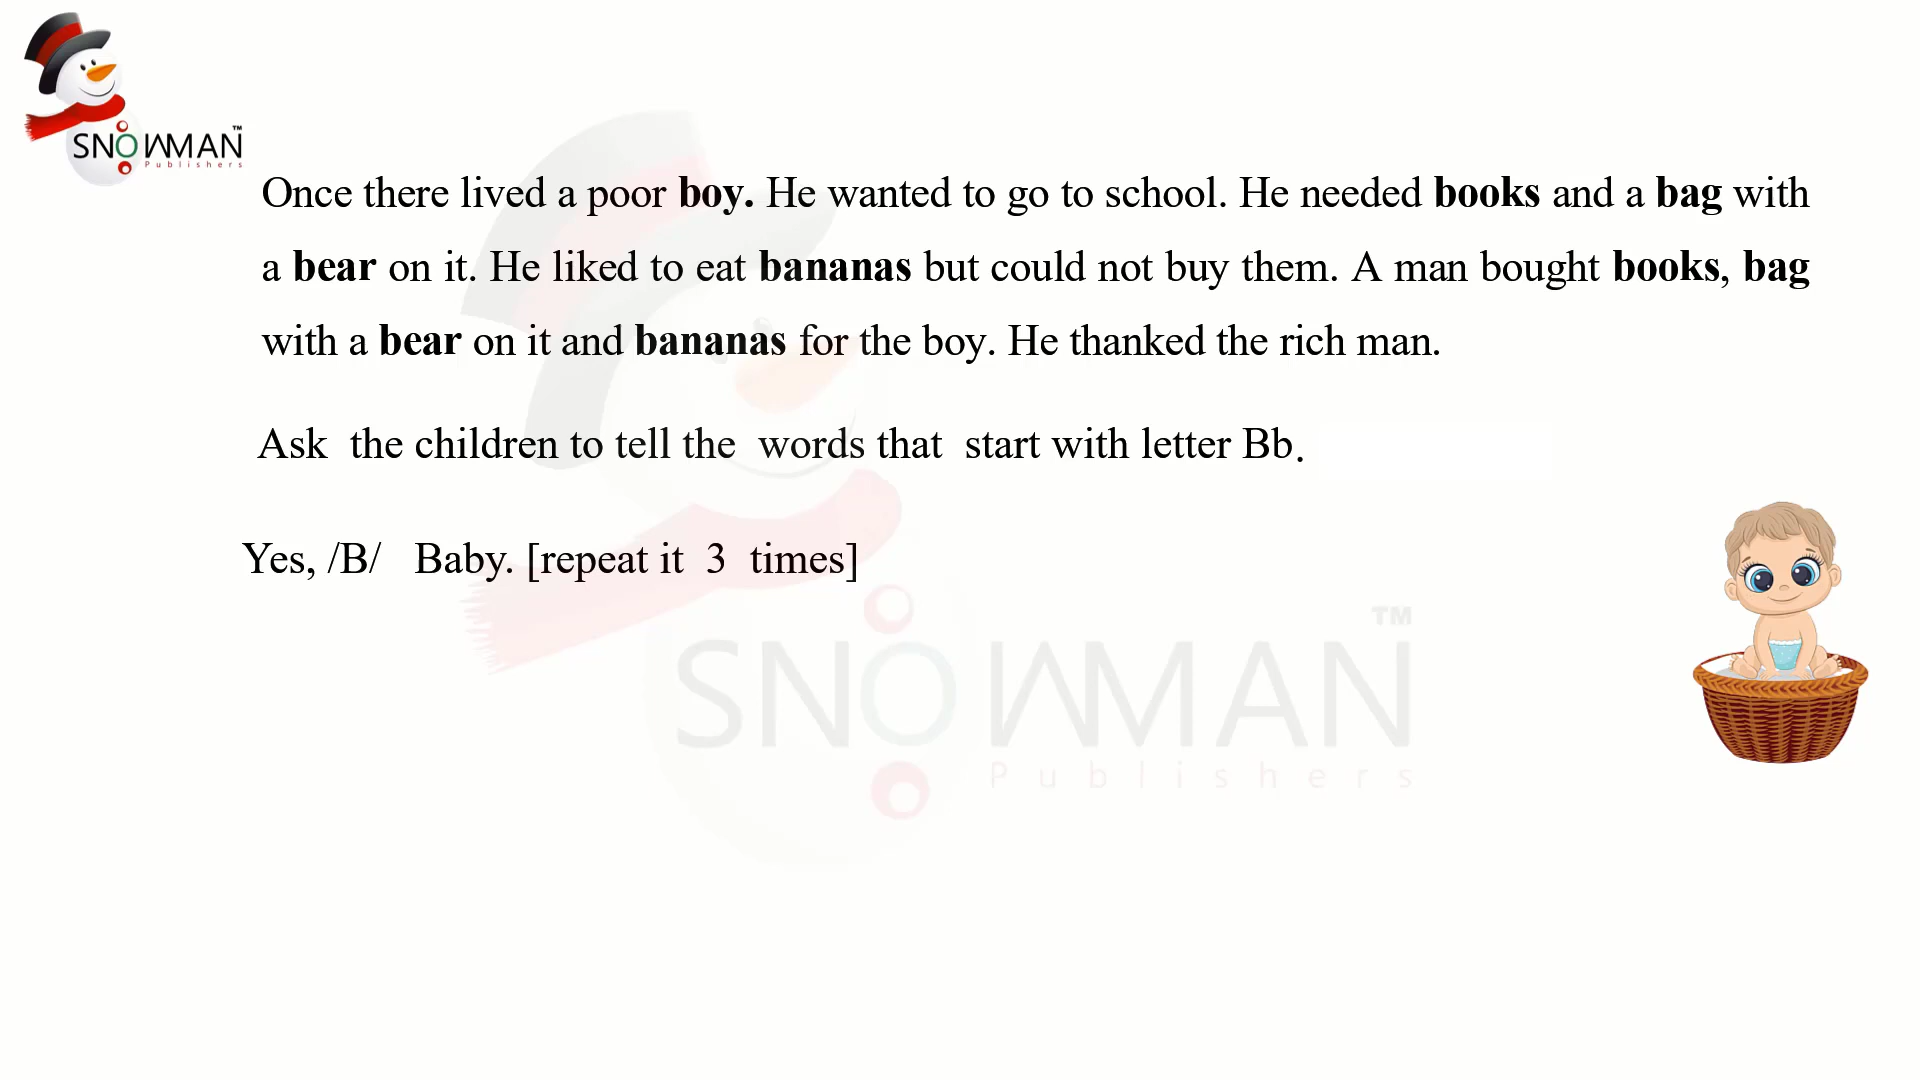 SNOWMAN™
Publishers
Once there lived a poor boy. He wanted to go to school. He needed books and a bag with
a bear on it. He liked to eat bananas but could not buy them. A man bought books, bag
with a bear on it and bananas for the boy. He thanked the rich man.
Ask the children to tell the words that start with letter Bb.
Yes, /B/ Baby. [repeat it 3 times]
SNOWMAN™
Publishers